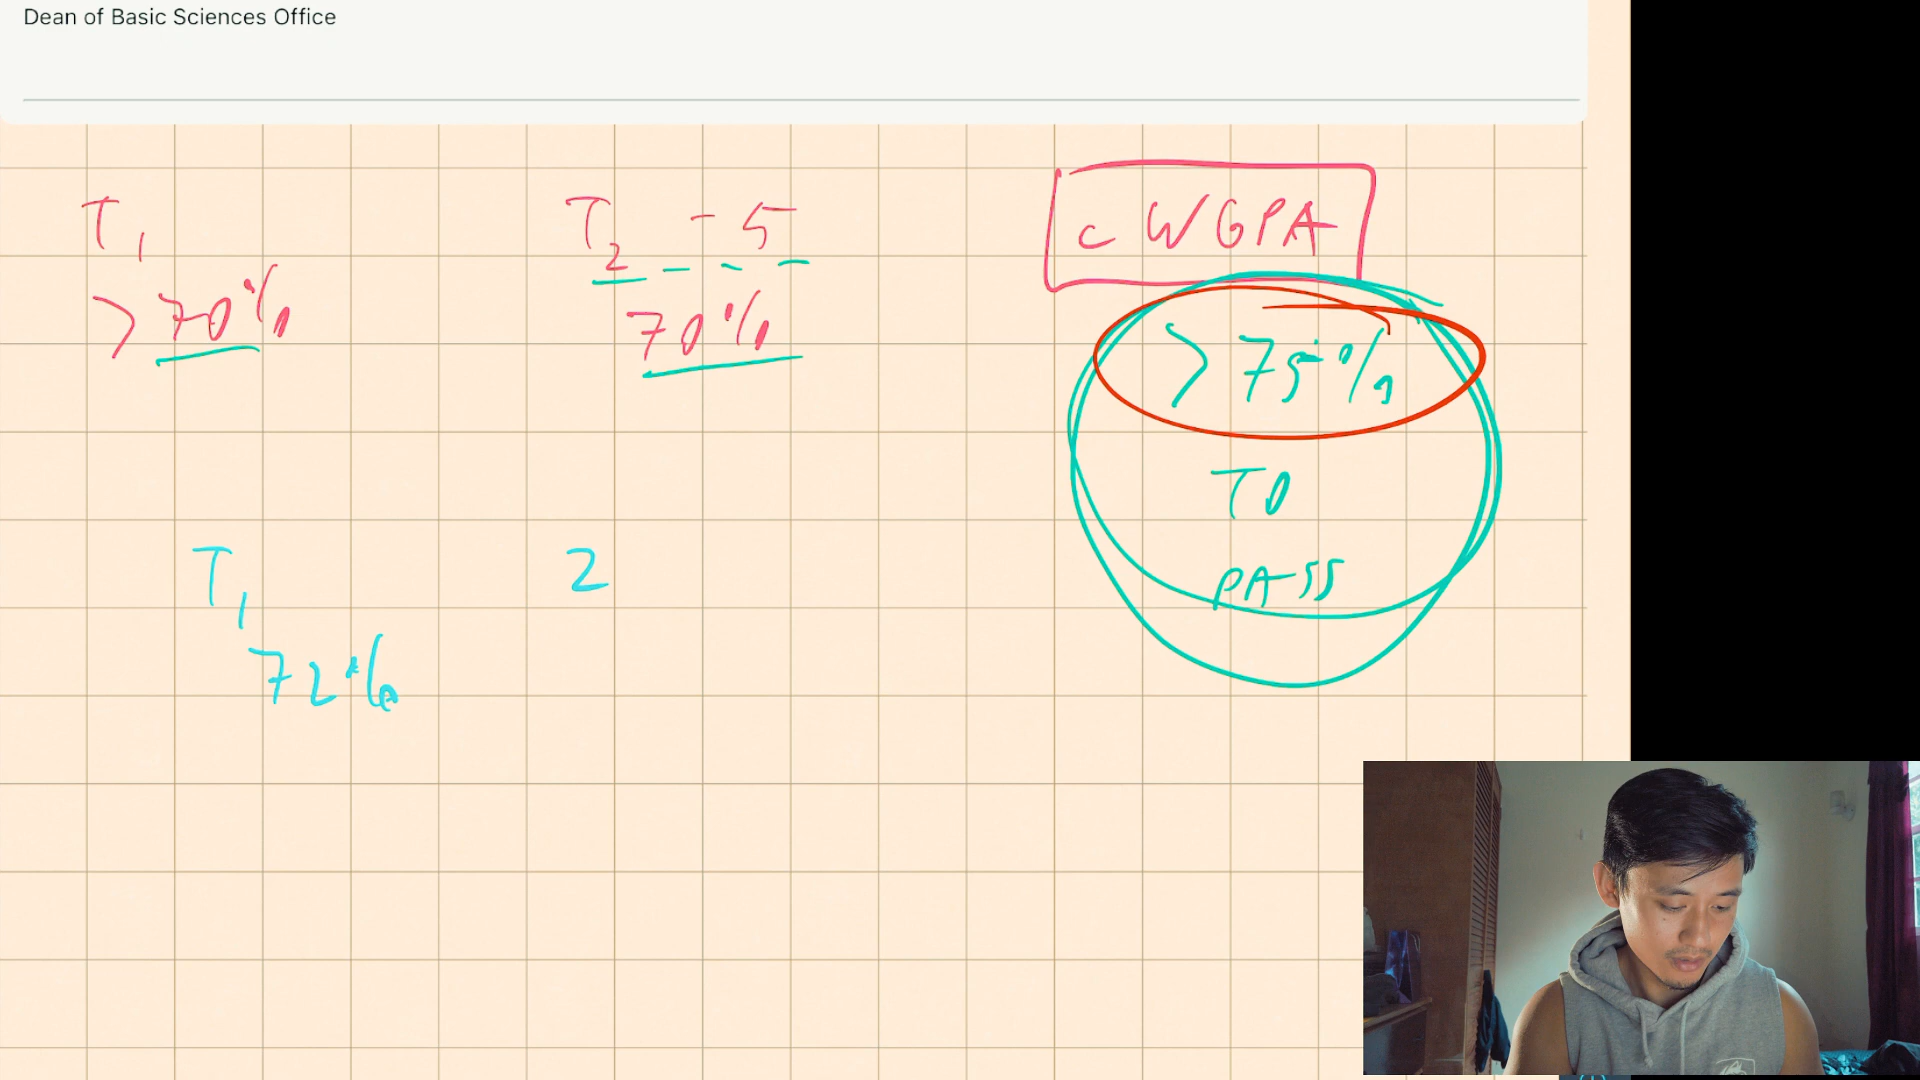 Dean of Basic Sciences Office
T1 T2 - 5 cWGPA
>70% 70% >75%
TO
PASS
T1 2
72%